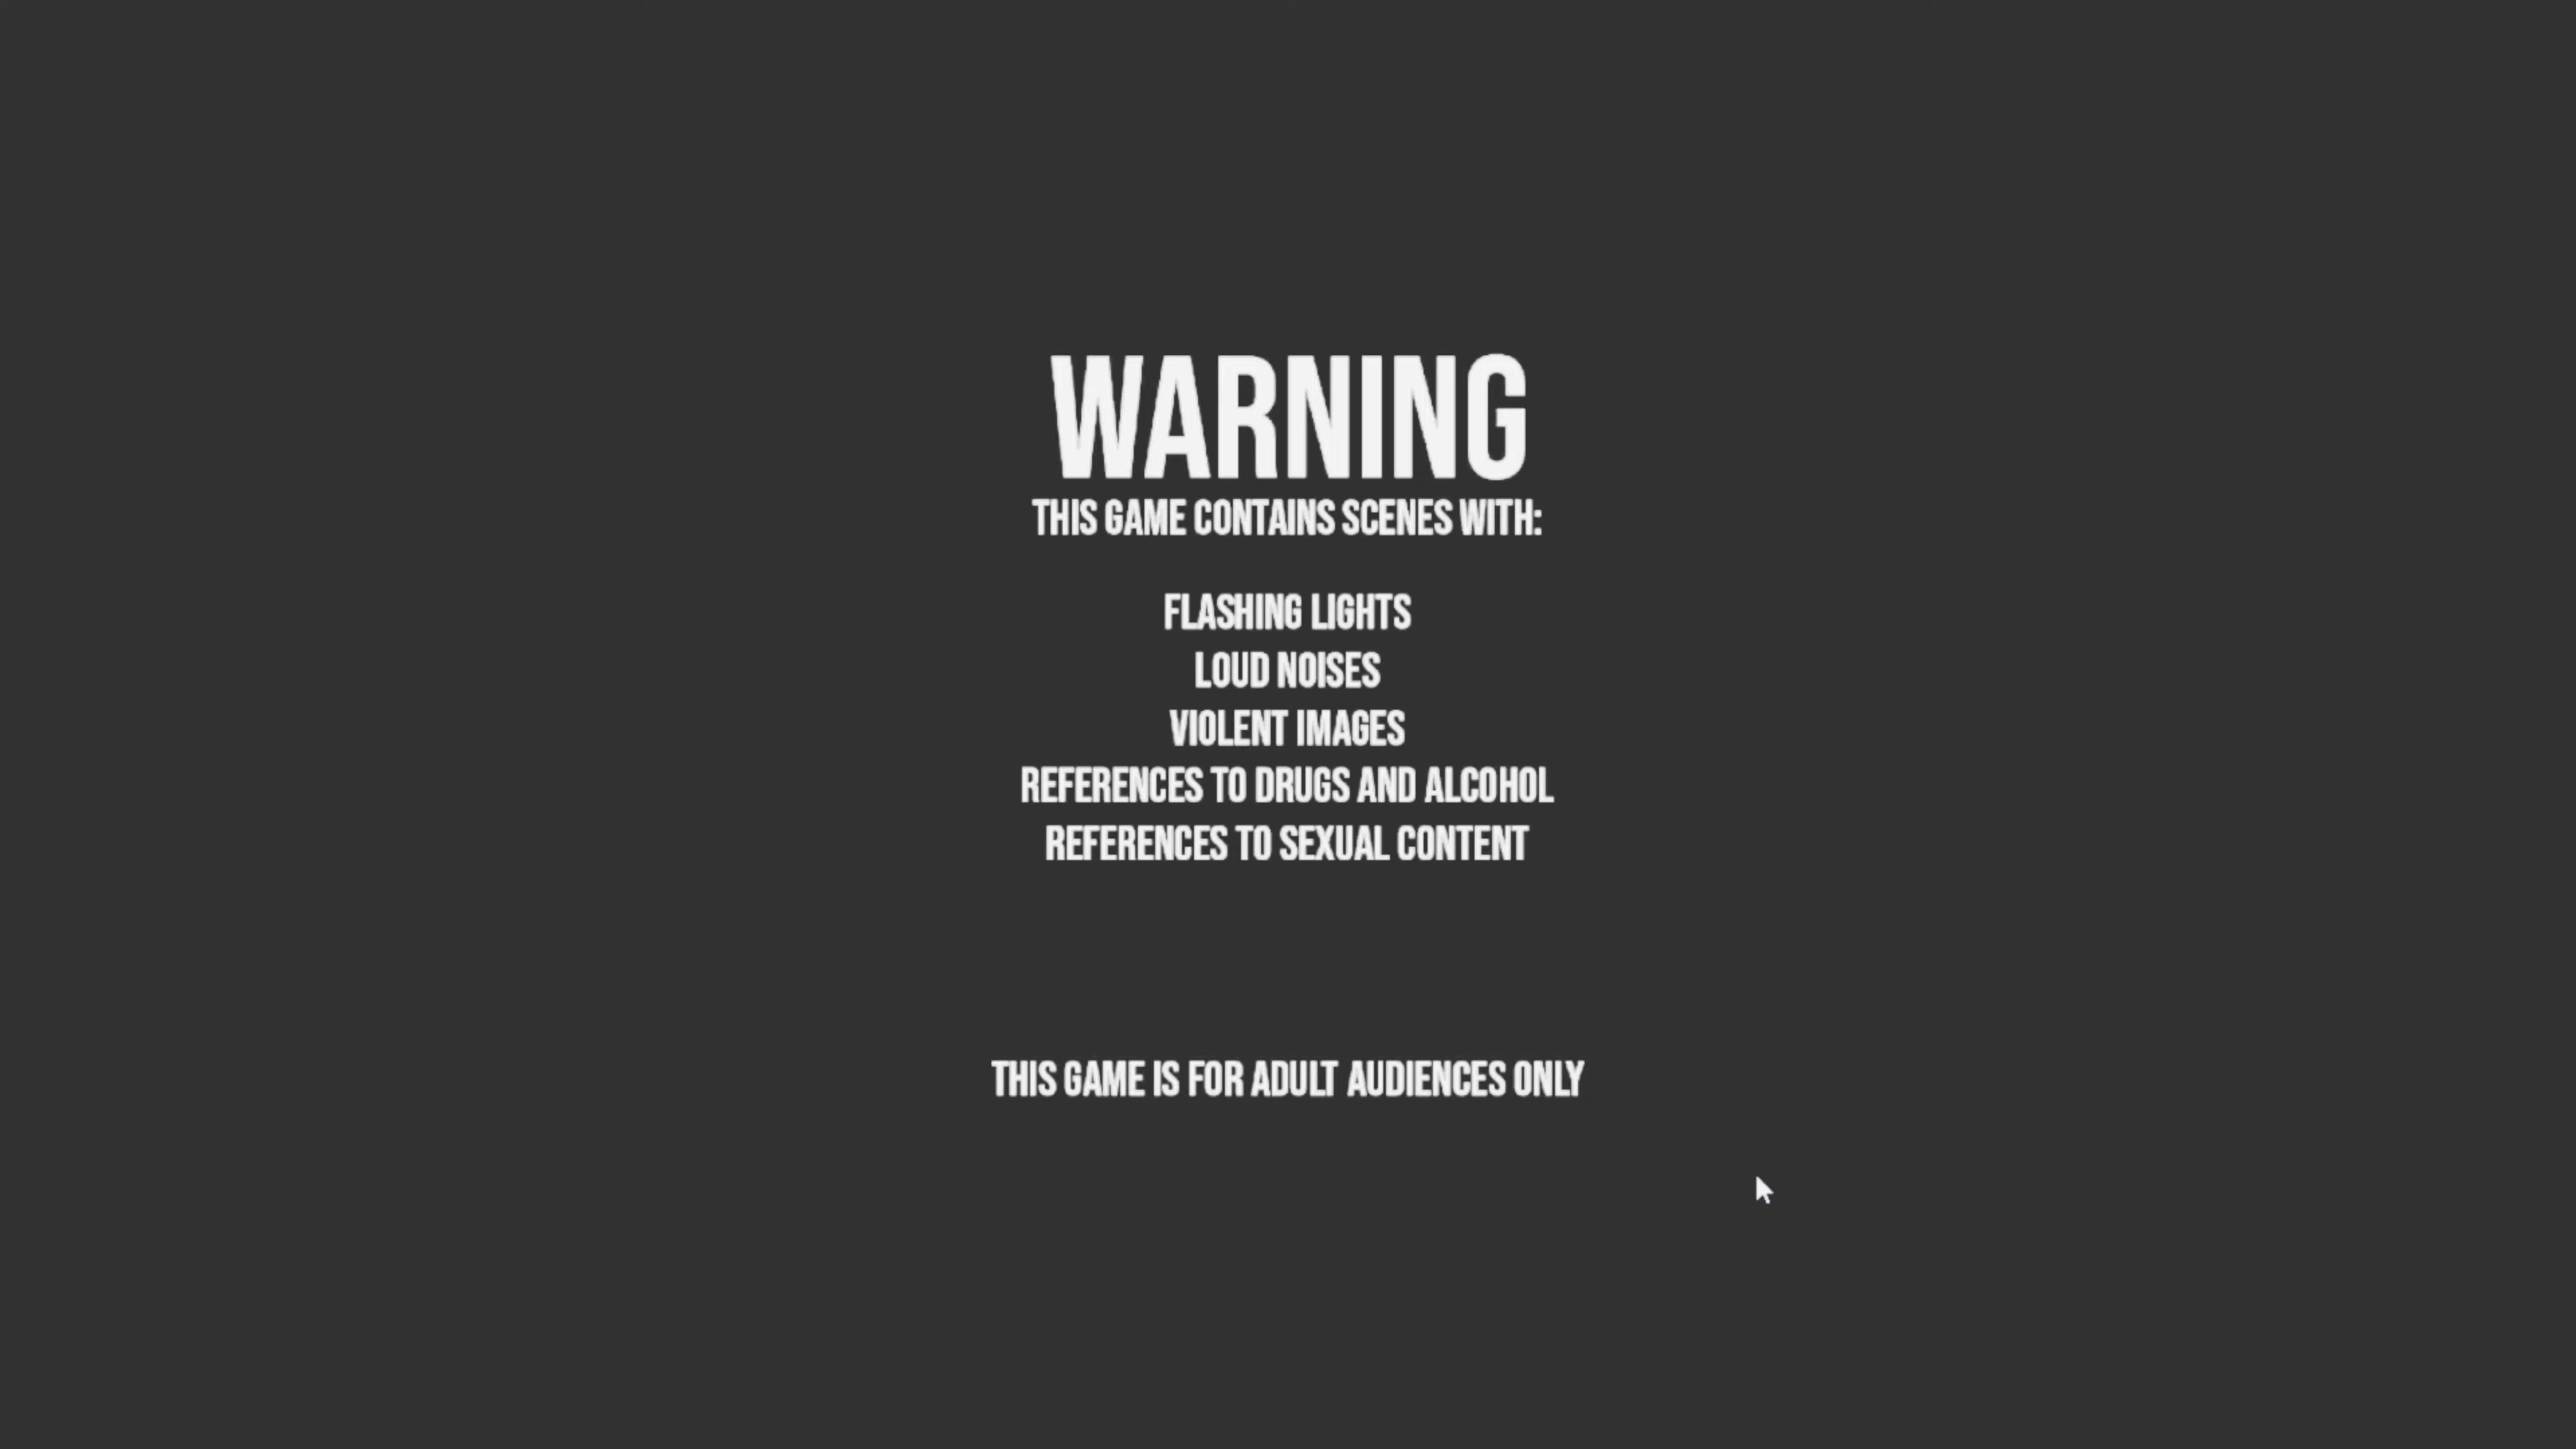 WARNING
THIS GAME CONTAINS SCENES WITH:
FLASHING LIGHTS
LOUD NOISES
VIOLENT IMAGES
REFERENCES TO DRUGS AND ALCOHOL
REFERENCES TO SEXUAL CONTENT
THIS GAME IS FOR ADULT AUDIENCES ONLY